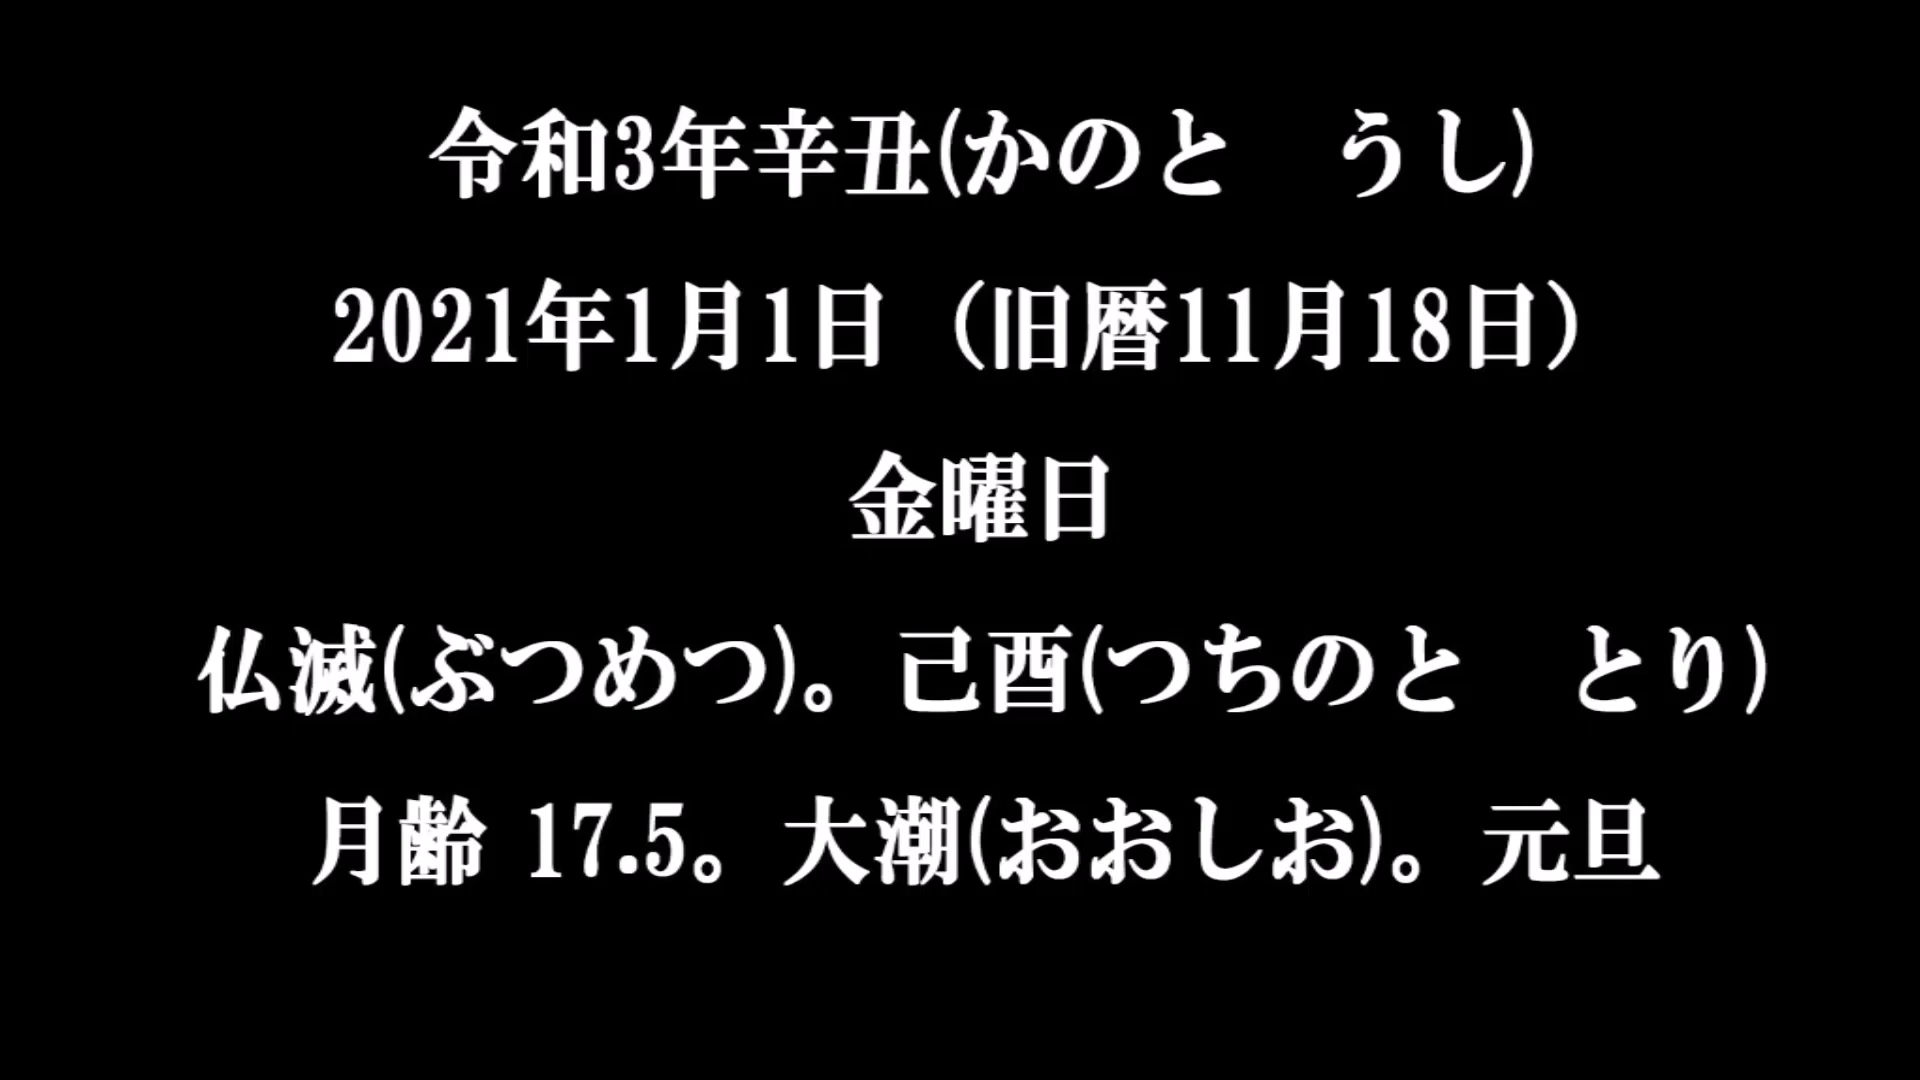 令和3年辛丑(かのと　うし)
2021年1月1日（旧暦11月18日）
金曜日
仏滅(ぶつめつ)。己酉(つちのと　とり)
月齢 17.5。大潮(おおしお)。元旦